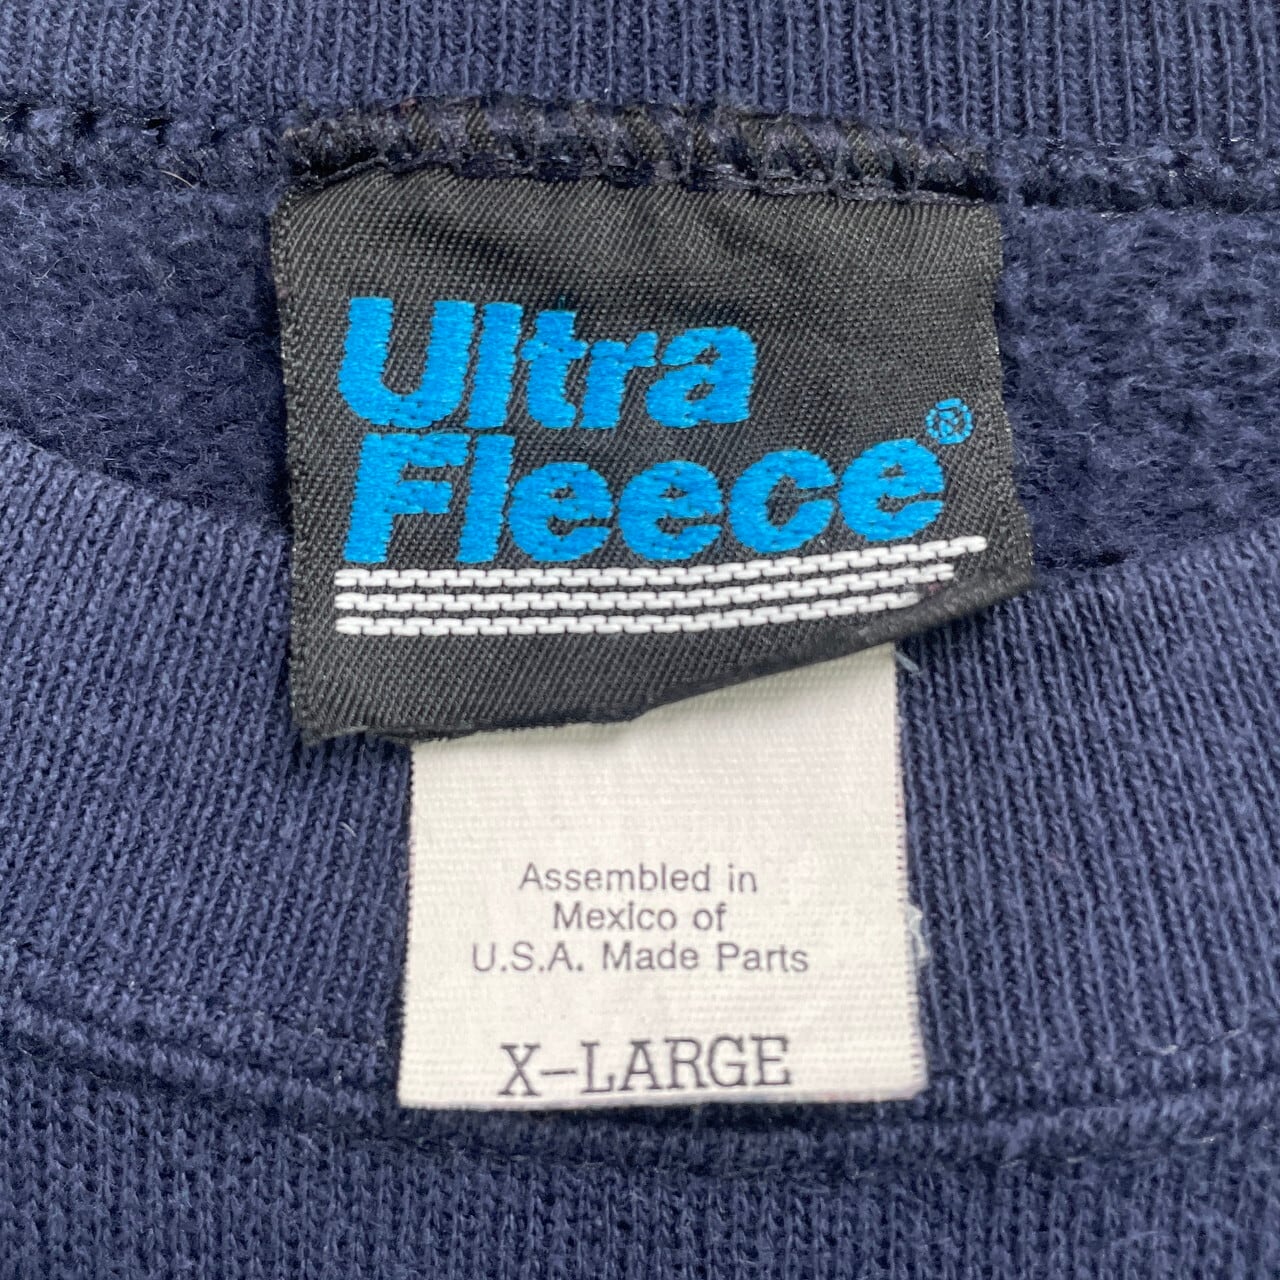 Ultra
Fleece®
Assembled in
Mexico of
U.S.A. Made Parts
X-LARGE